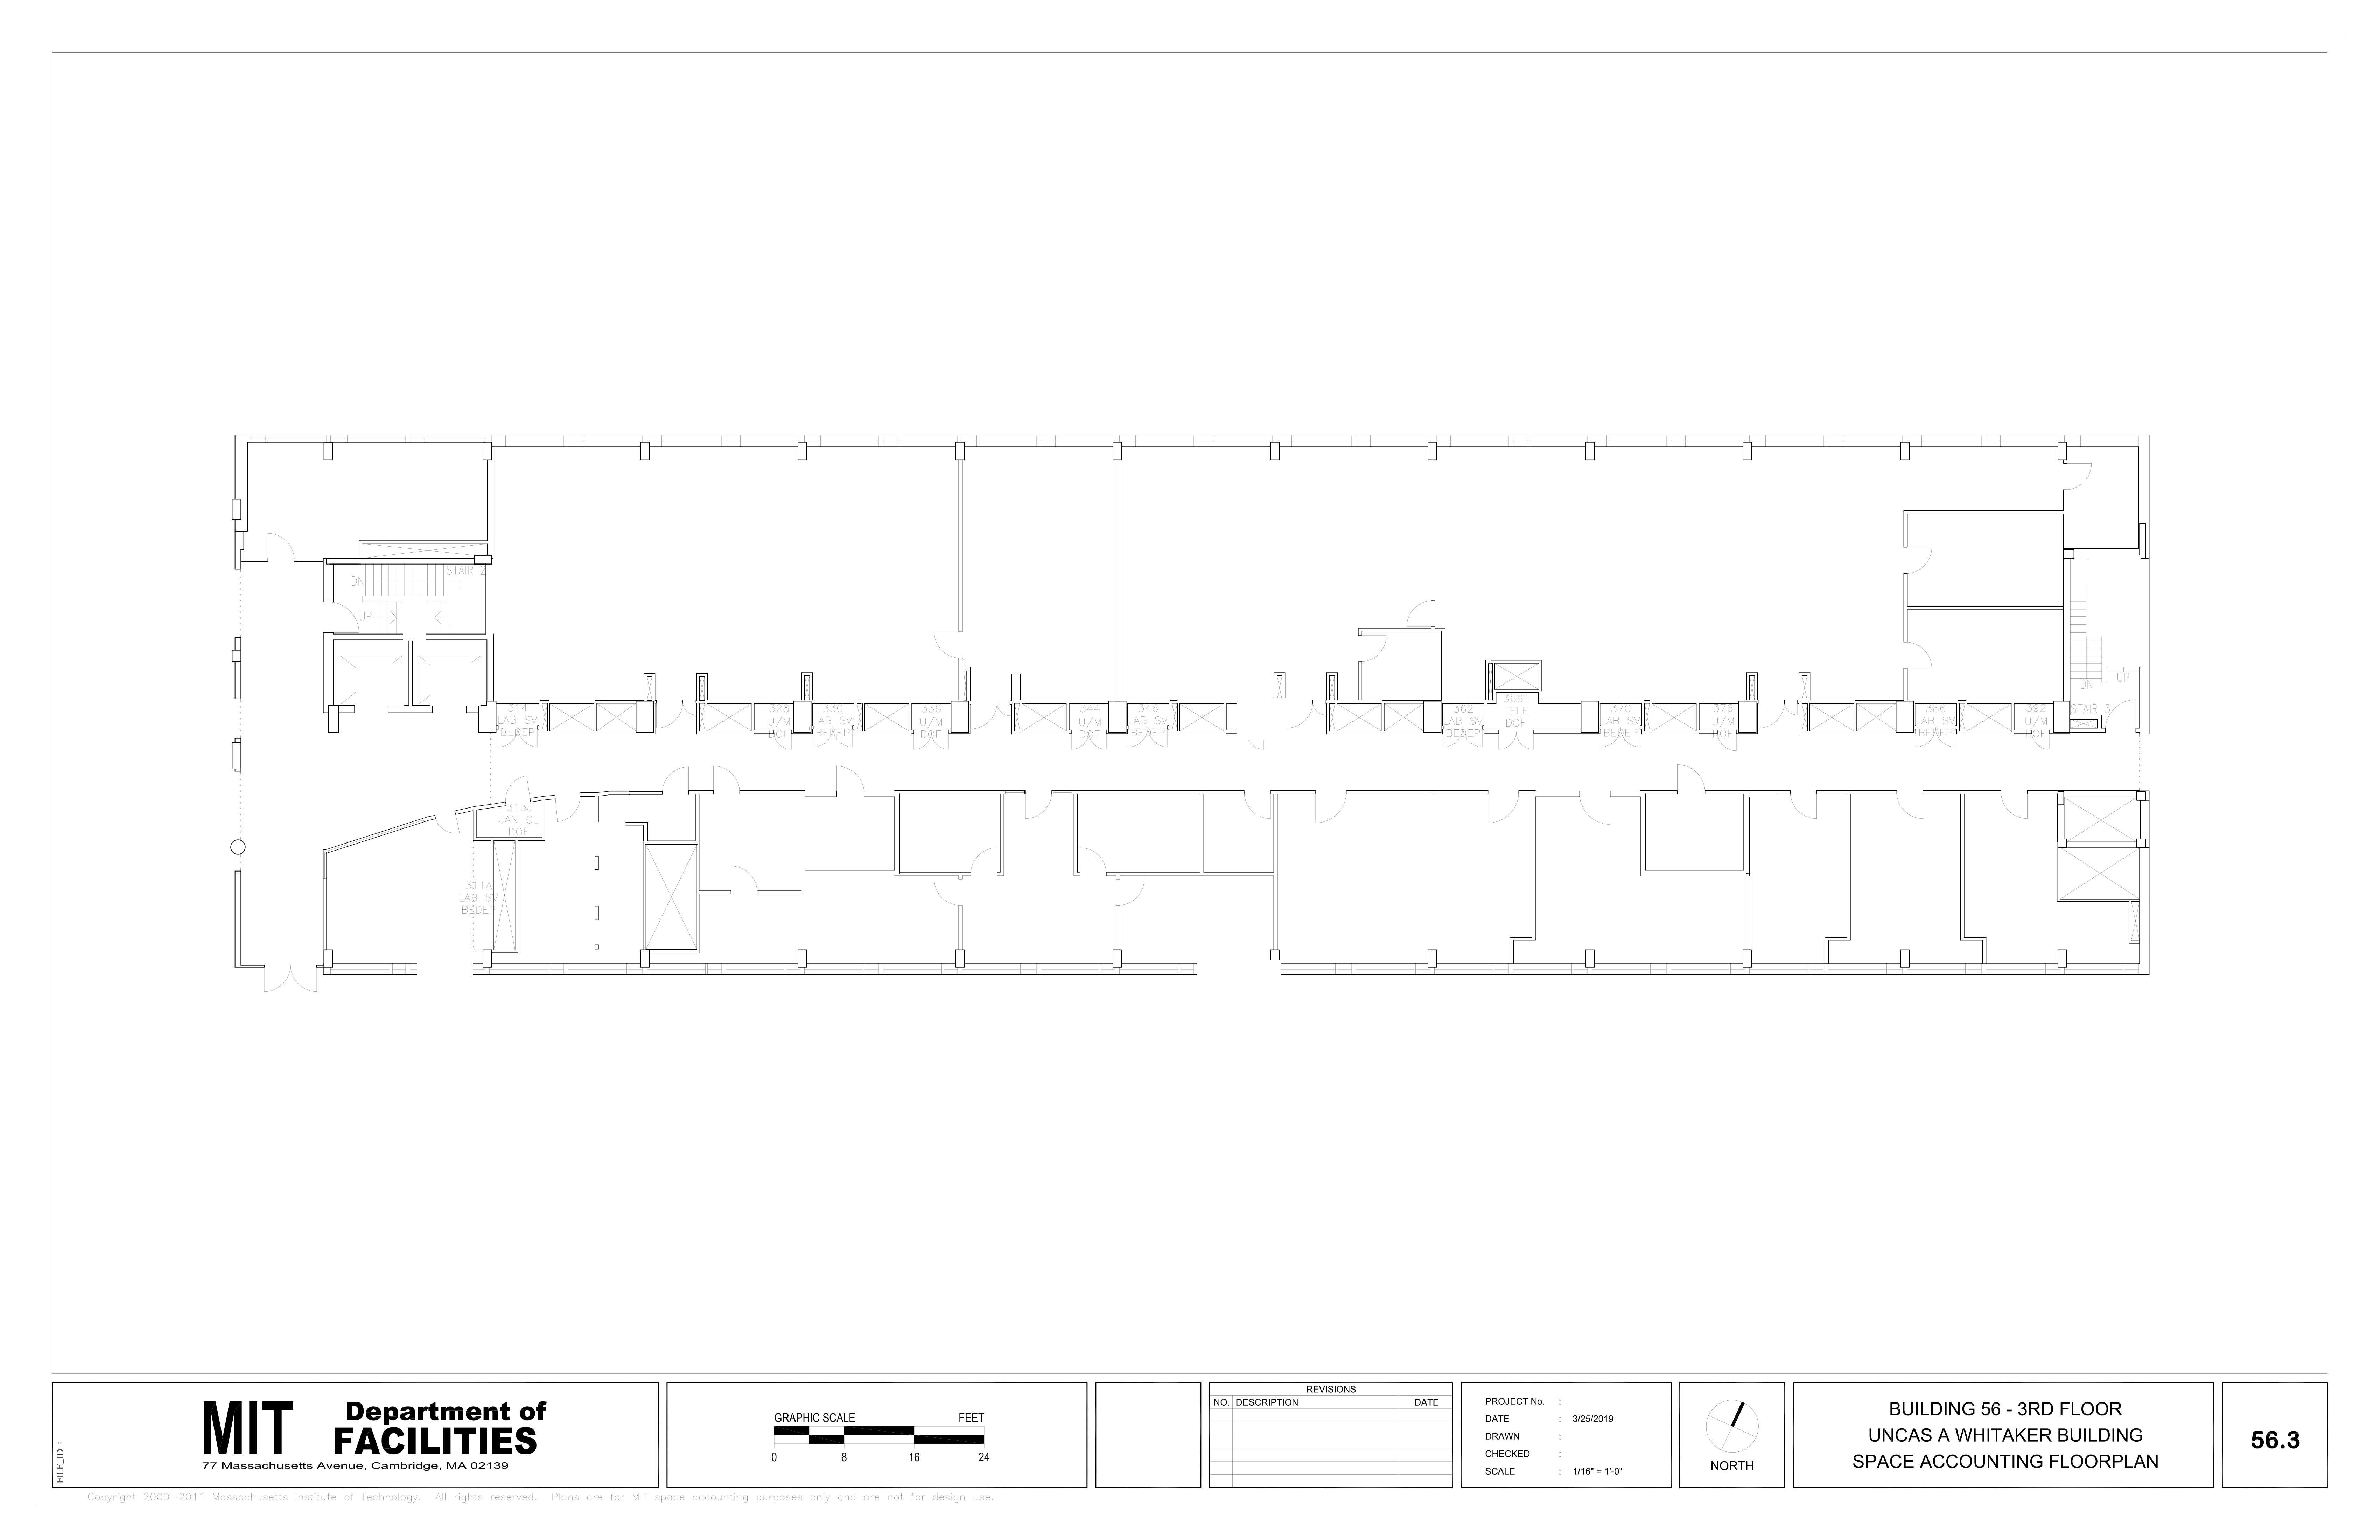 STAIR 2
DN
UP
314
LAB SV
BEDEP
328
U/M
DOF
330
LAB SV
BEDEP
336
U/M
DOF
344
U/M
DOF
346
LAB SV
BEDEP
362
LAB SV
BEDEP
366T
TELE
DOF
370
LAB SV
BEDEP
376
U/M
DOF
386
LAB SV
BEDEP
392
U/M
DOF
DN
UP
STAIR 3
313J
JAN CL
DOF
311A
LAB SV
BEDEP
FILE_ID :
MIT Department of
FACILITIES
77 Massachusetts Avenue, Cambridge, MA 02139
GRAPHIC SCALE FEET
0 8 16 24
REVISIONS
NO. DESCRIPTION DATE
PROJECT No. :
DATE : 3/25/2019
DRAWN :
CHECKED :
SCALE : 1/16" = 1'-0"
NORTH
BUILDING 56 - 3RD FLOOR
UNCAS A WHITAKER BUILDING
SPACE ACCOUNTING FLOORPLAN
56.3
Copyright 2000-2011 Massachusetts Institute of Technology. All rights reserved. Plans are for MIT space accounting purposes only and are not for design use.